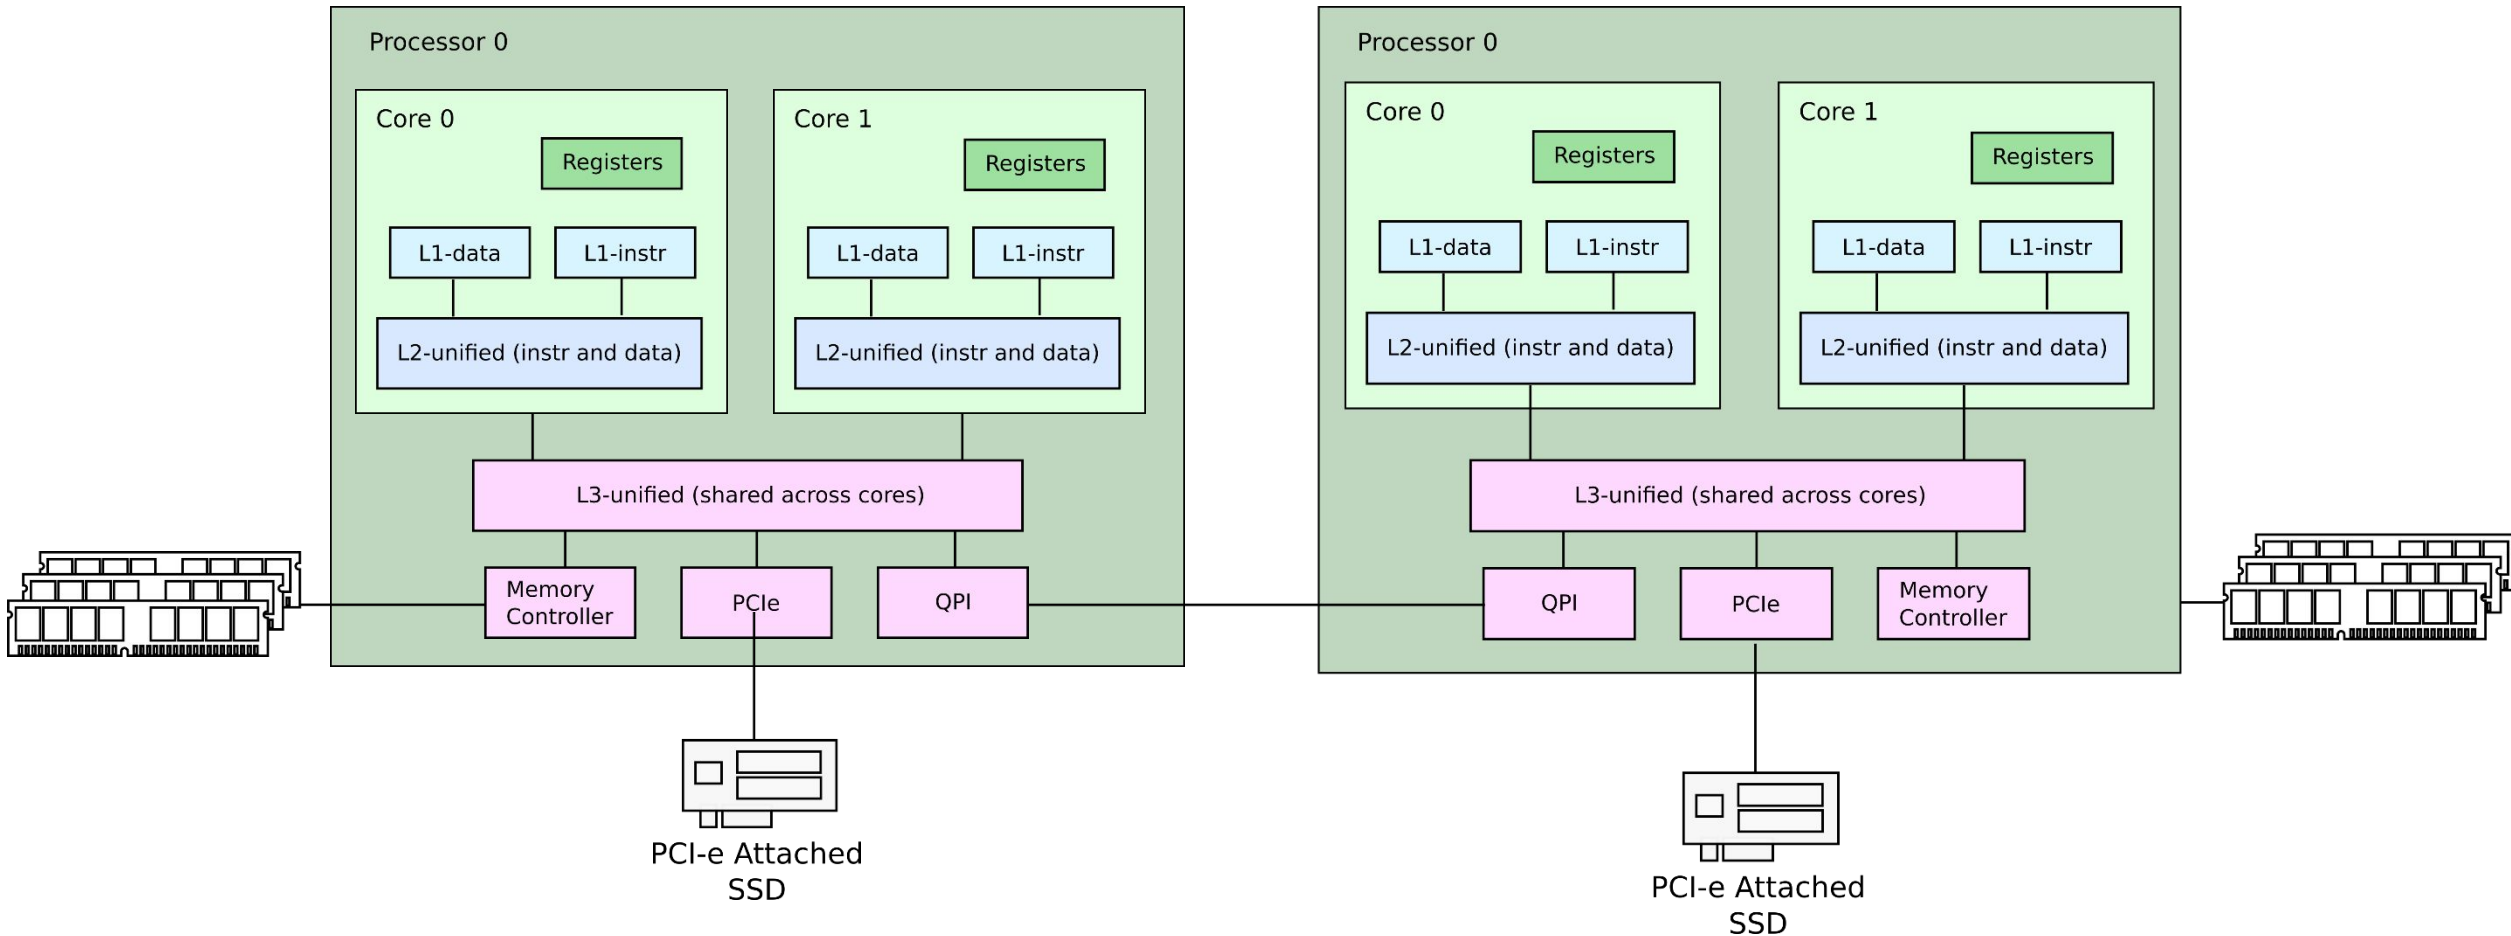 Processor 0
Core 0
Registers
L1-data
L1-instr
L2-unified (instr and data)
Core 1
Registers
L1-data
L1-instr
L2-unified (instr and data)
L3-unified (shared across cores)
Memory
Controller
PCIe
QPI
PCI-e Attached
SSD
Processor 0
Core 0
Registers
L1-data
L1-instr
L2-unified (instr and data)
Core 1
Registers
L1-data
L1-instr
L2-unified (instr and data)
L3-unified (shared across cores)
QPI
PCIe
Memory
Controller
PCI-e Attached
SSD